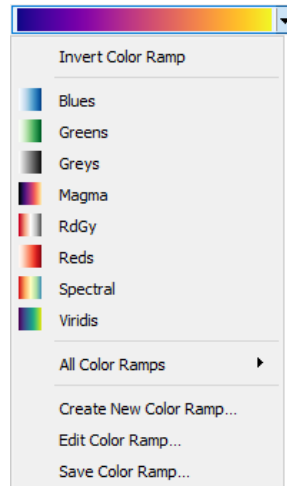 Invert Color Ramp
Blues
Greens
Greys
Magma
RdGy
Reds
Spectral
Viridis
All Color Ramps
Create New Color Ramp...
Edit Color Ramp...
Save Color Ramp...